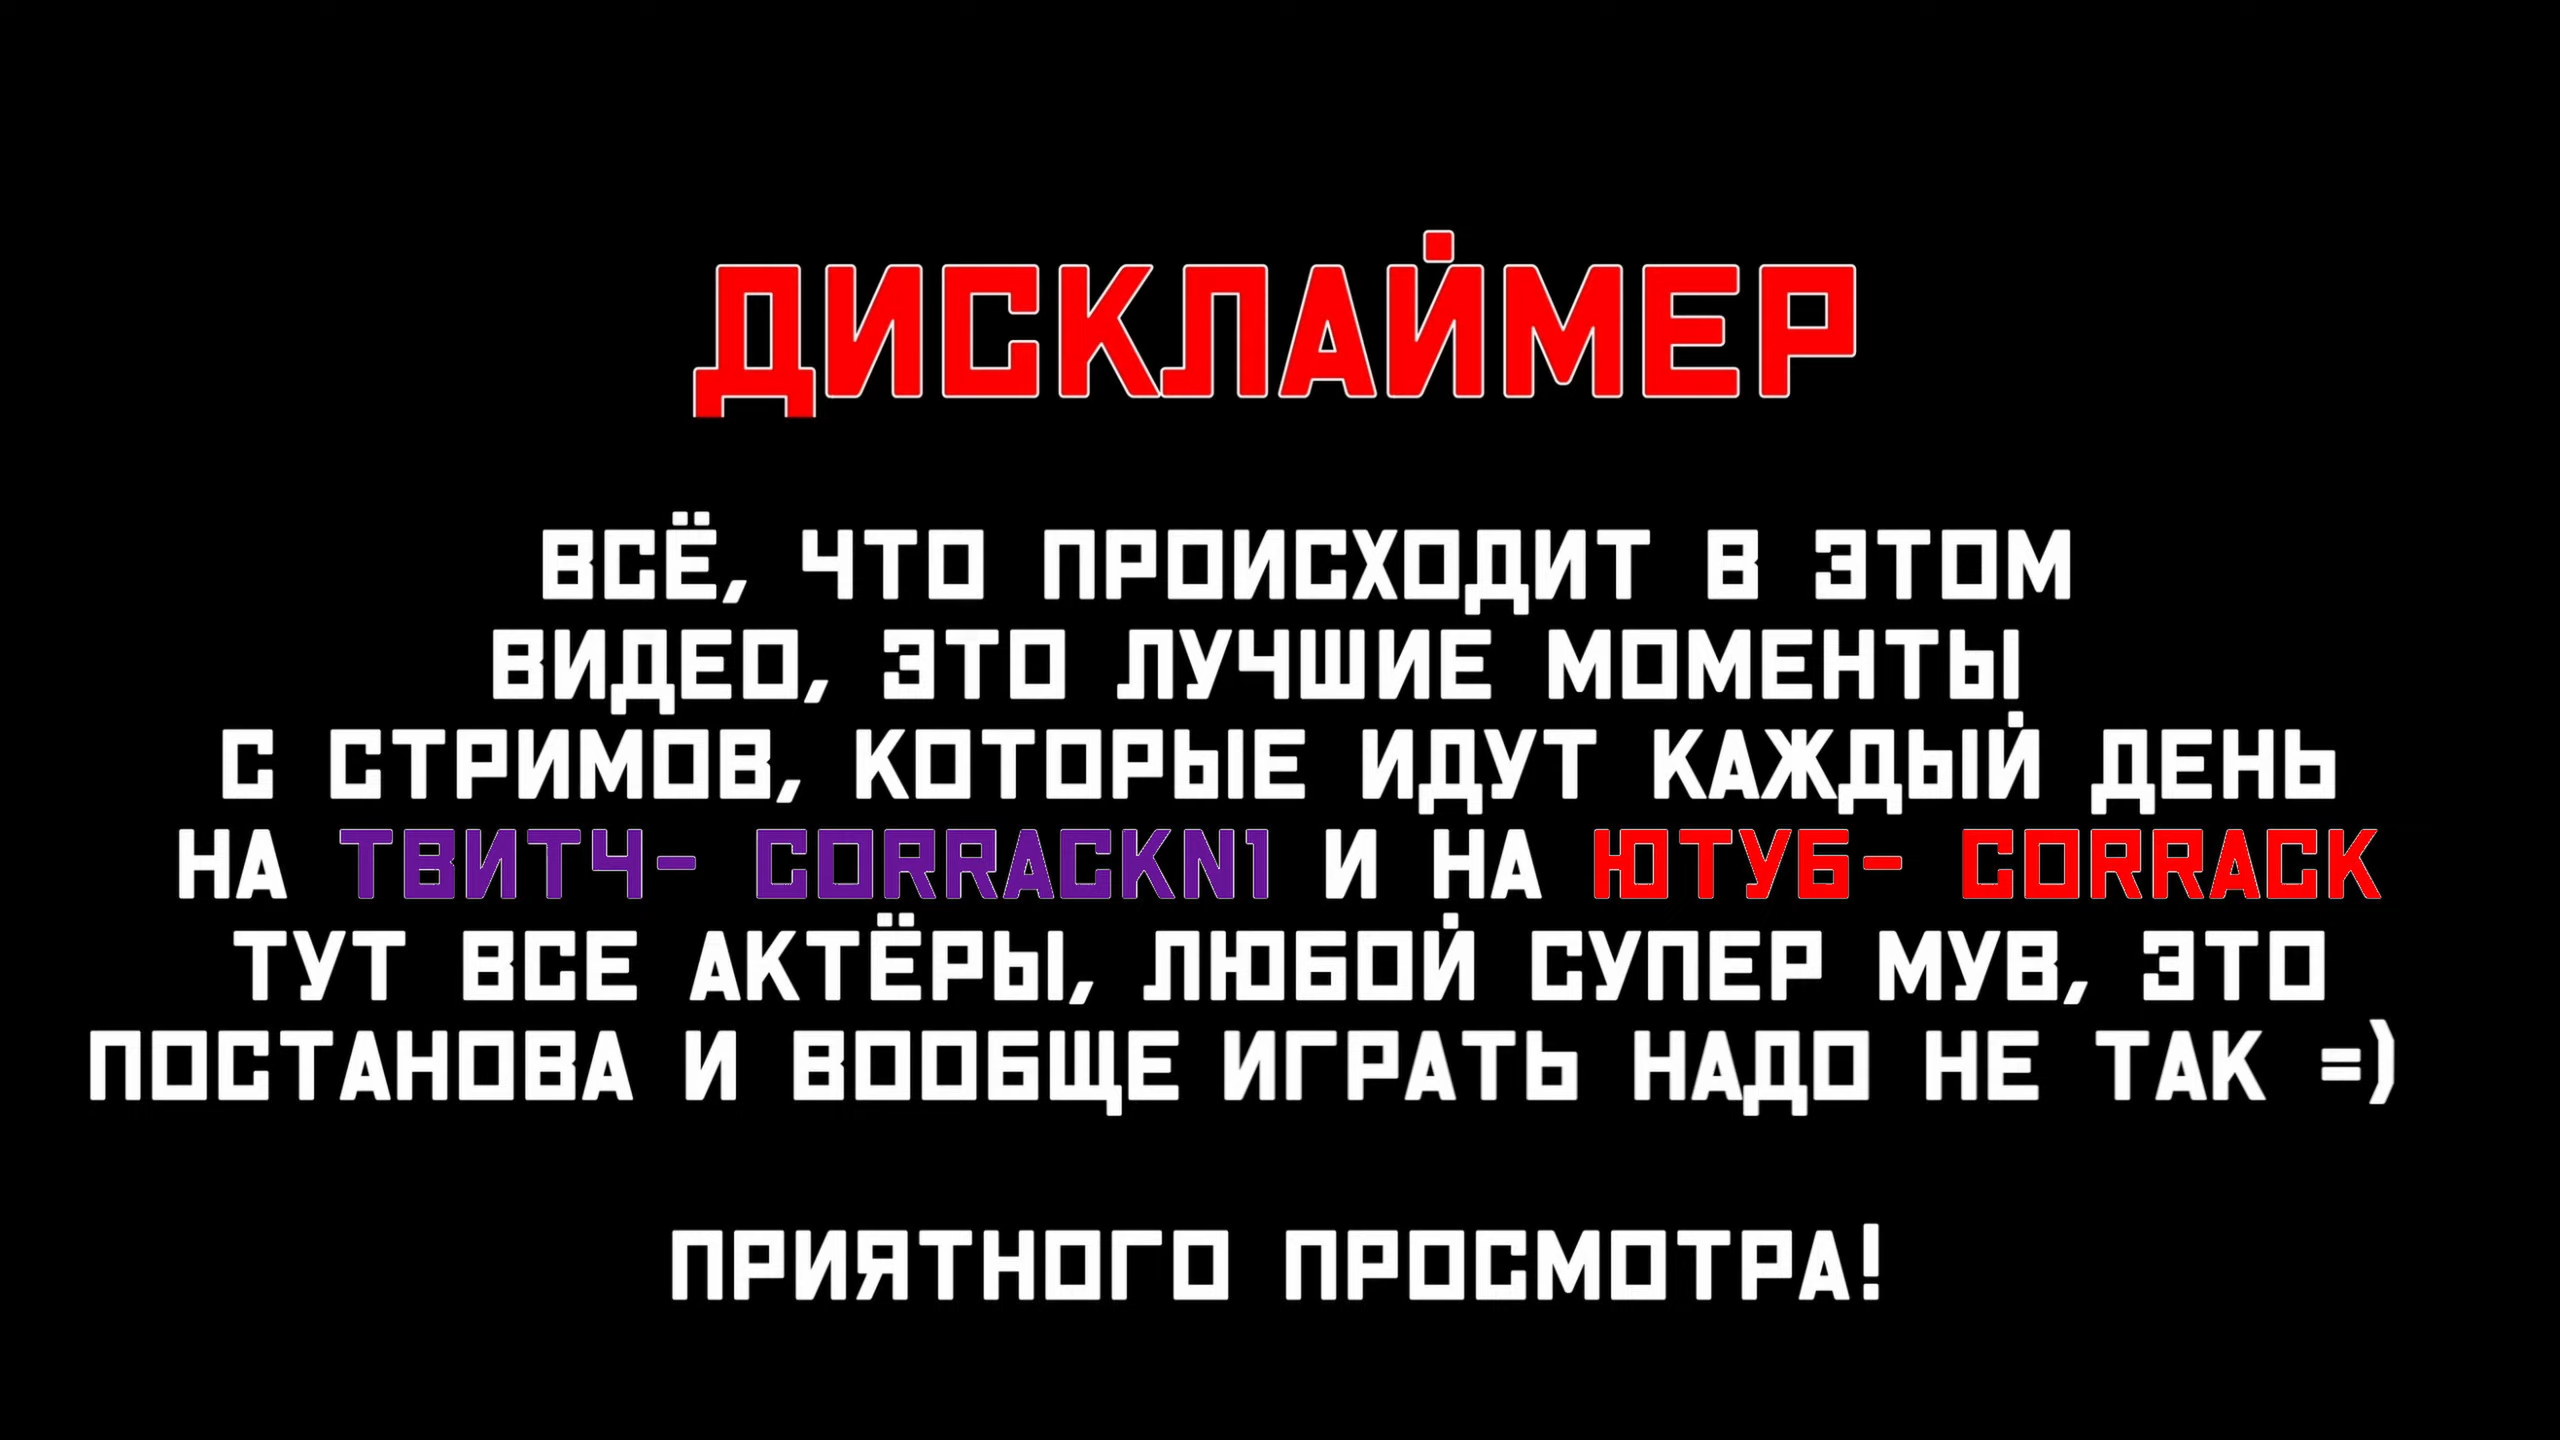 ДИСКЛАЙМЕР
ВСЁ, ЧТО ПРОИСХОДИТ В ЭТОМ
ВИДЕО, ЭТО ЛУЧШИЕ МОМЕНТЫ
С СТРИМОВ, КОТОРЫЕ ИДУТ КАЖДЫЙ ДЕНЬ
НА ТВИТЧ- CORRACKN1 И НА ЮТУБ- CORRACK
ТУТ ВСЕ АКТЁРЫ, ЛЮБОЙ СУПЕР МУВ, ЭТО
ПОСТАНОВА И ВООБЩЕ ИГРАТЬ НАДО НЕ ТАК =)
ПРИЯТНОГО ПРОСМОТРА!